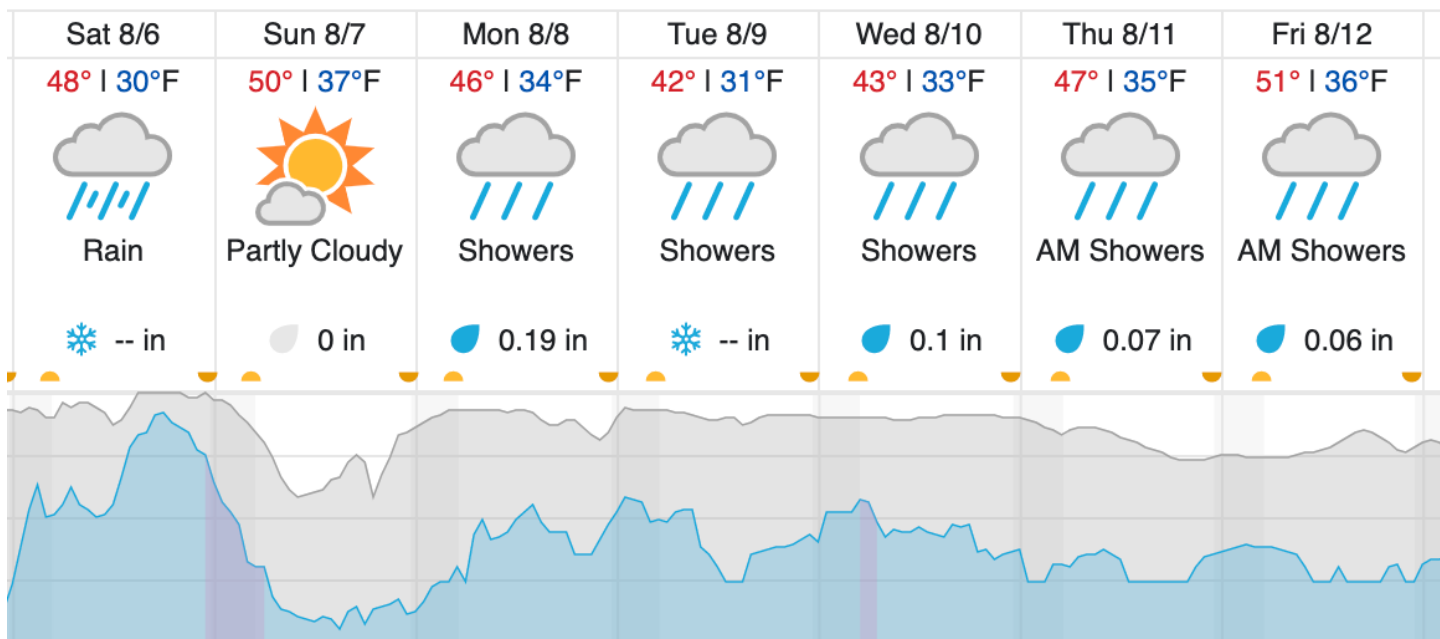 Sat 8/6 Sun 8/7 Mon 8/8 Tue 8/9 Wed 8/10 Thu 8/11 Fri 8/12
48° | 30°F 50° | 37°F 46° | 34°F 42° | 31°F 43° | 33°F 47° | 35°F 51° | 36°F
Rain Partly Cloudy Showers Showers Showers AM Showers AM Showers
-- in 0 in 0.19 in -- in 0.1 in 0.07 in 0.06 in